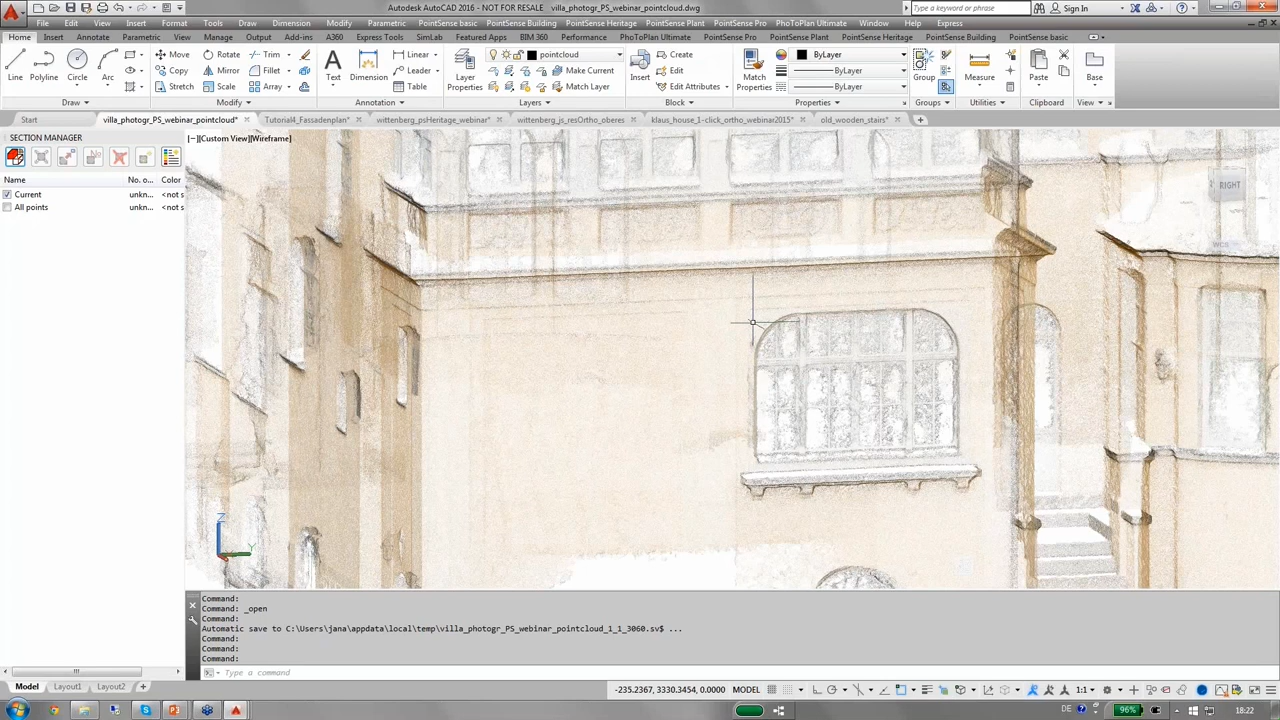 Autodesk AutoCAD 2016 - NOT FOR RESALE villa_photogr_PS_webinar_pointcloud.dwg
Type a keyword or phrase
Sign In
File Edit View Insert Format Tools Draw Dimension Modify Parametric PointSense Building Express Tools PointSense Plant PointSense Heritage PointSense Plant PointSense Pro PhoToPlan Ultimate Window Help Express
Home Insert Annotate Parametric View Manage Output Add-ins A360 Express Tools SimLab Featured Apps BIM 360 Performance PhoToPlan Ultimate PointSense Pro PointSense Plant PointSense Heritage PointSense Building PointSense basic
Line Polyline Circle Arc
Move Rotate Trim
Copy Mirror Fillet
Stretch Scale Array
Text Dimension
Linear
Leader
Table
Layer Properties
pointcloud
Make Current
Match Layer
Insert
Create
Edit
Edit Attributes
Match Properties
ByLayer
ByLayer
ByLayer
Group
Measure
Paste
Base
Draw Modify Annotation Layers Block Properties Groups Utilities Clipboard View
Start villa_photogr_PS_webinar_pointcloud* Tutorial4_Fassadenplan* wittenberg_psHeritage_webinar* wittenberg_js_resOrtho_oberes klaus_house_1-click_ortho_webinar2015* old_wooden_stairs*
SECTION MANAGER
[−][Custom View][Wireframe]
Name No. o... Color
Current unkn... <not s
All points unkn... <not s
RIGHT
Z
Y
Command:
Command: _open
Command:
Automatic save to C:\Users\jana\appdata\local\temp\villa_photogr_PS_webinar_pointcloud_1_1_3060.sv$ ...
Command:
Command:
Command:
Type a command
Model Layout1 Layout2
-235.2367, 3330.3454, 0.0000 MODEL
1:1
DE
96%
18:22